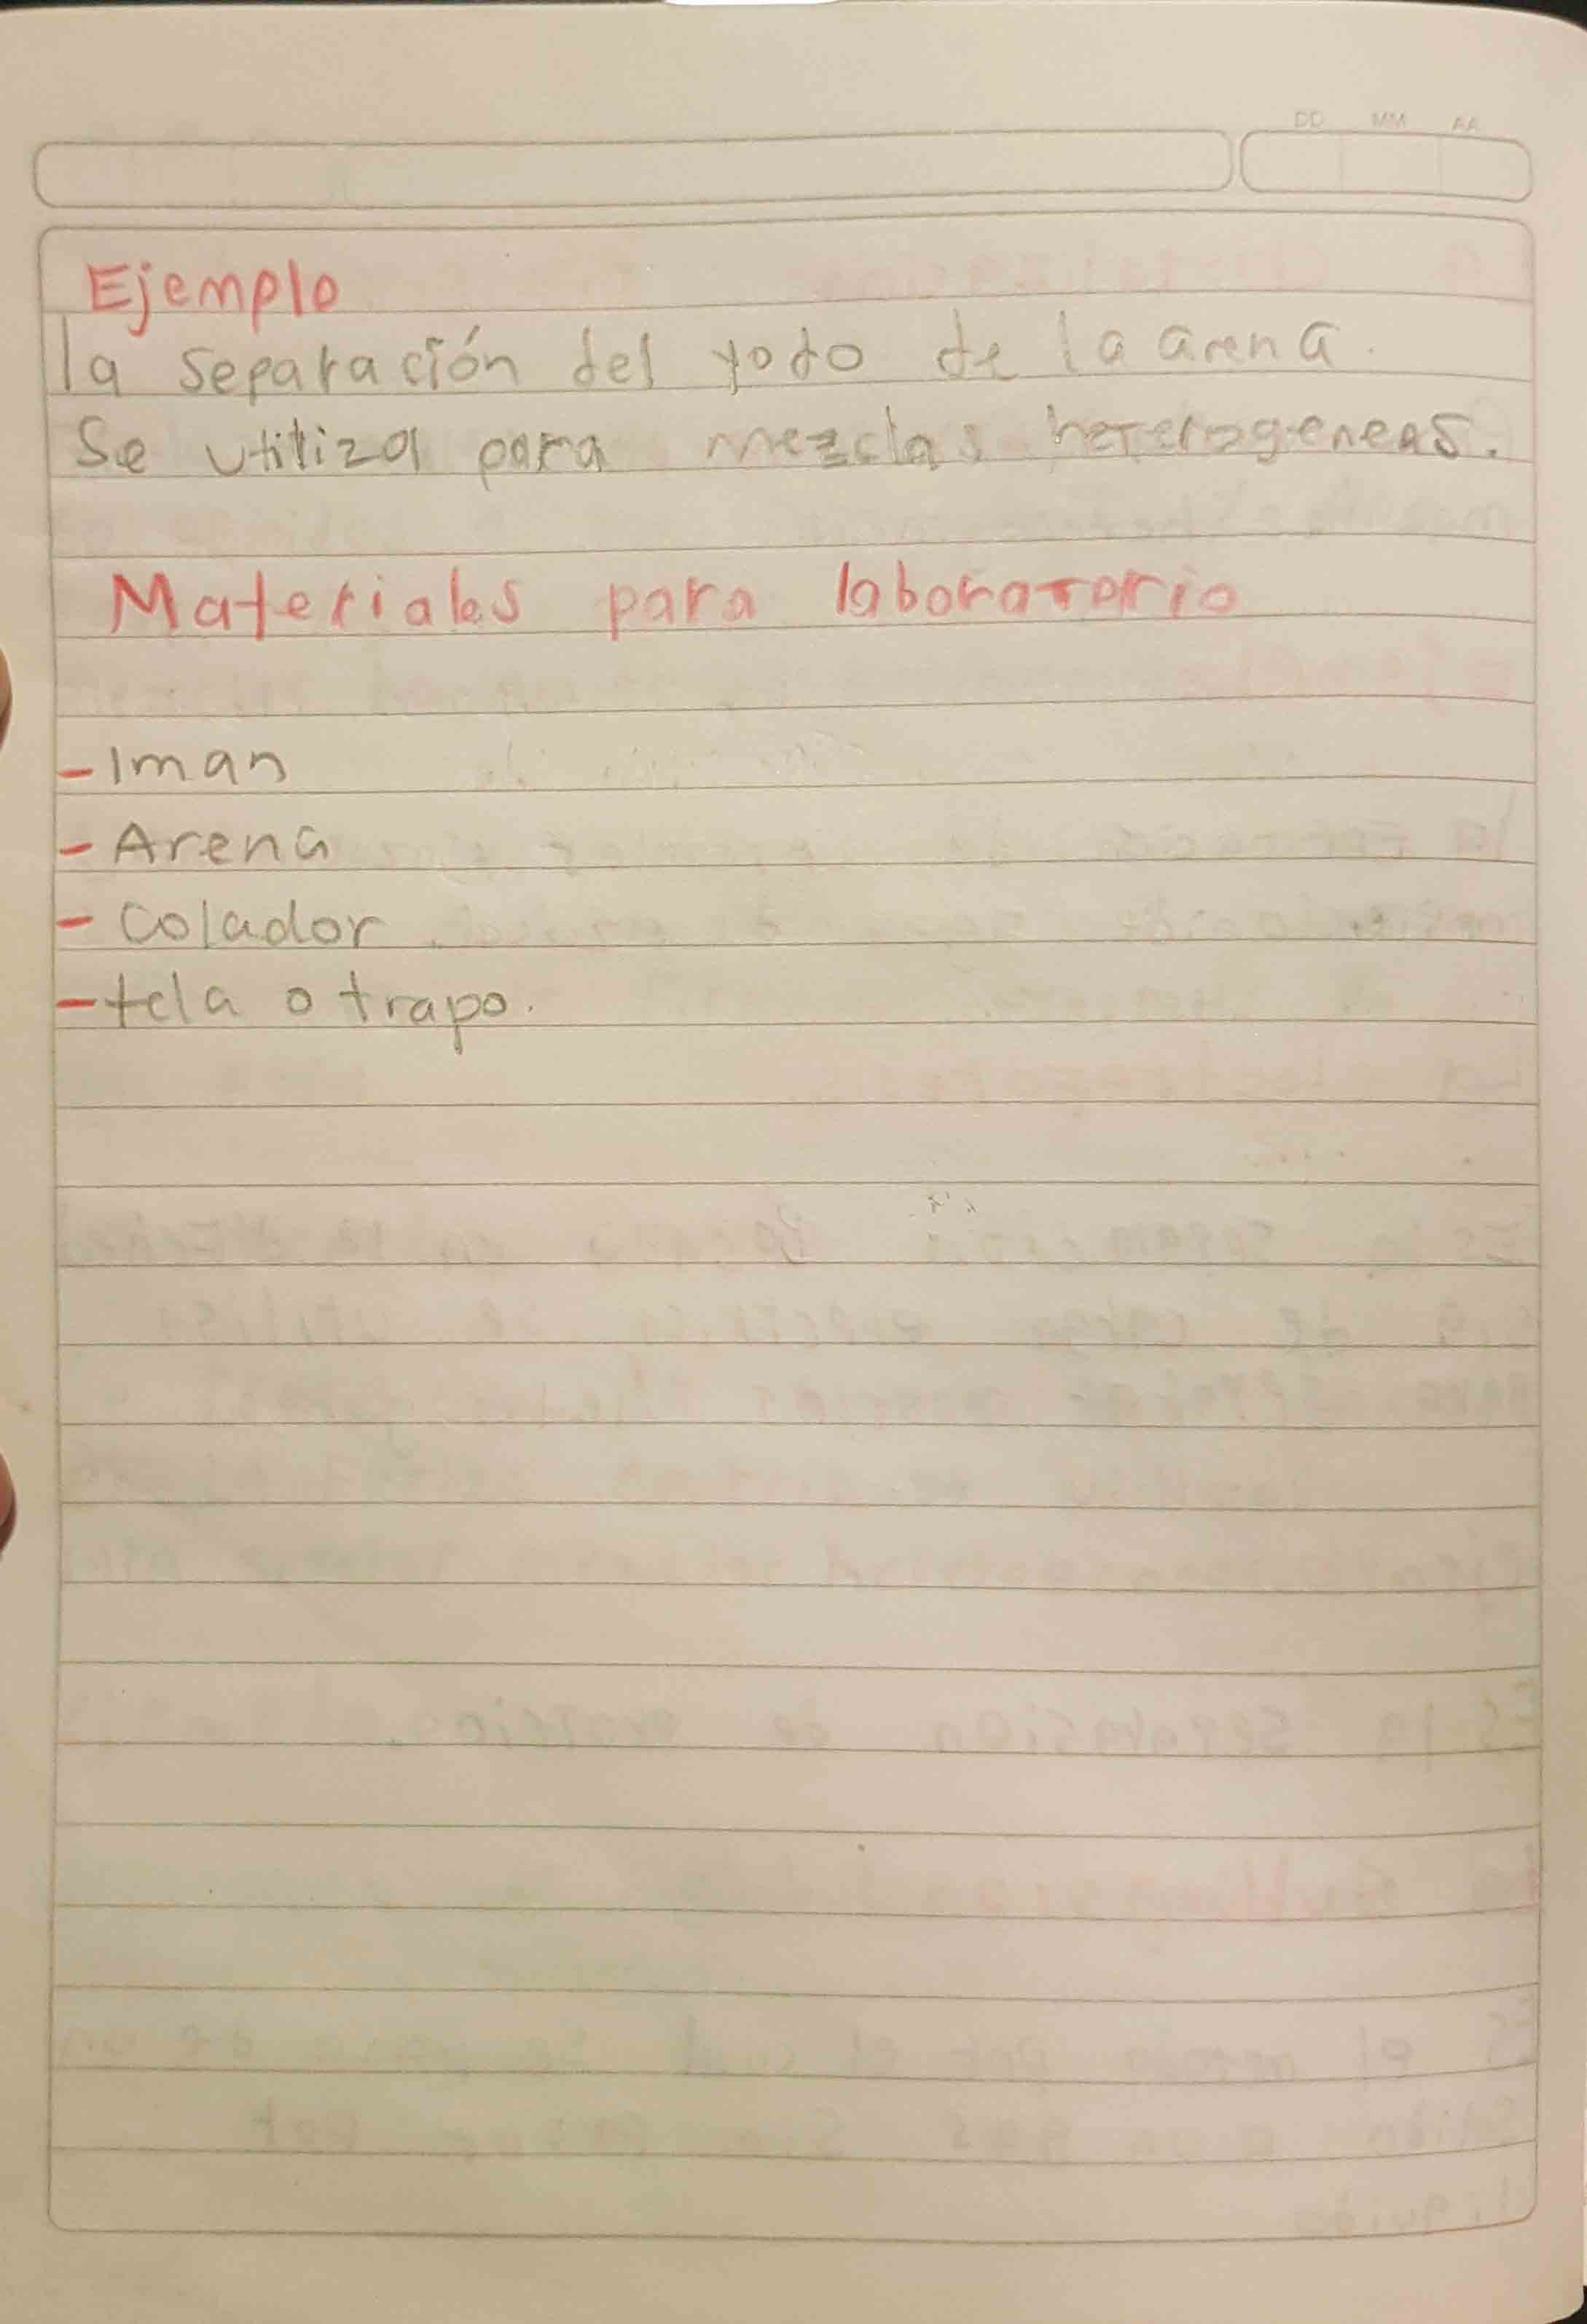 DD MM AA
Ejemplo
la separación del yodo de la arena.
Se utiliza para mezclas heterogeneas.
Materiales para laboratorio
- Iman
- Arena
- Colador
- tela o trapo.